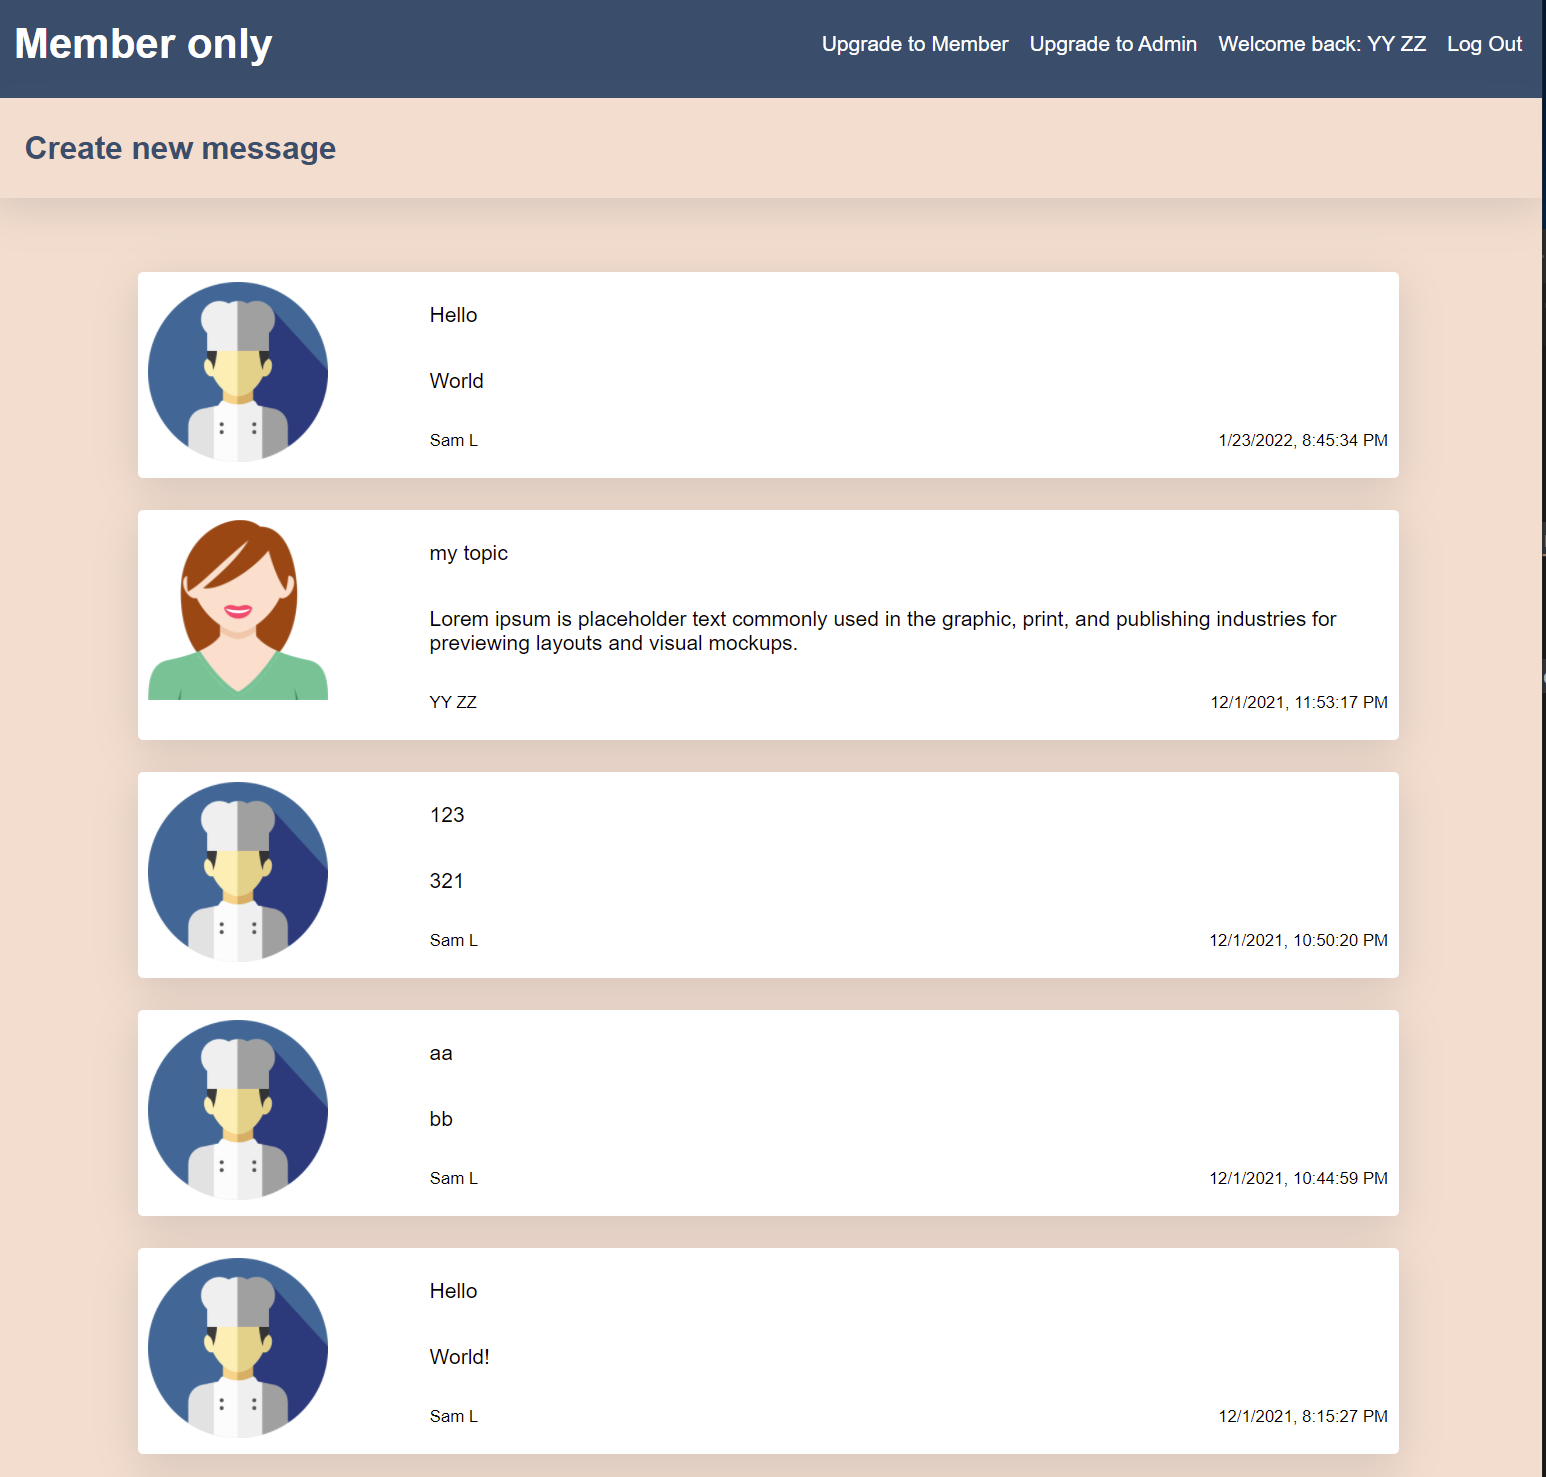 Member only
Upgrade to Member Upgrade to Admin Welcome back: YY ZZ Log Out
Create new message
Hello
World
Sam L 1/23/2022, 8:45:34 PM
my topic
Lorem ipsum is placeholder text commonly used in the graphic, print, and publishing industries for
previewing layouts and visual mockups.
YY ZZ 12/1/2021, 11:53:17 PM
123
321
Sam L 12/1/2021, 10:50:20 PM
aa
bb
Sam L 12/1/2021, 10:44:59 PM
Hello
World!
Sam L 12/1/2021, 8:15:27 PM